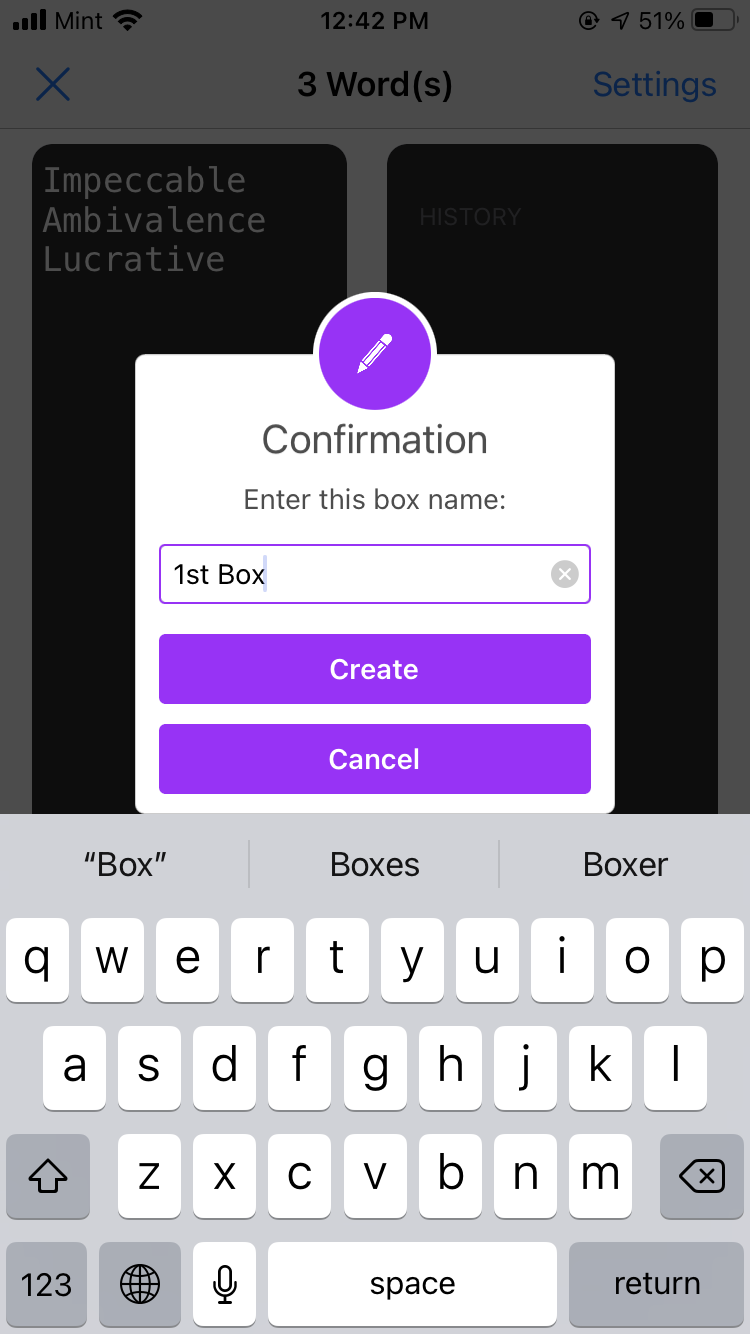 Mint 12:42 PM 51%
3 Word(s) Settings
Impeccable
Ambivalence
Lucrative
HISTORY
Confirmation
Enter this box name:
1st Box
Create
Cancel
“Box” Boxes Boxer
q w e r t y u i o p
a s d f g h j k l
z x c v b n m
123 space return